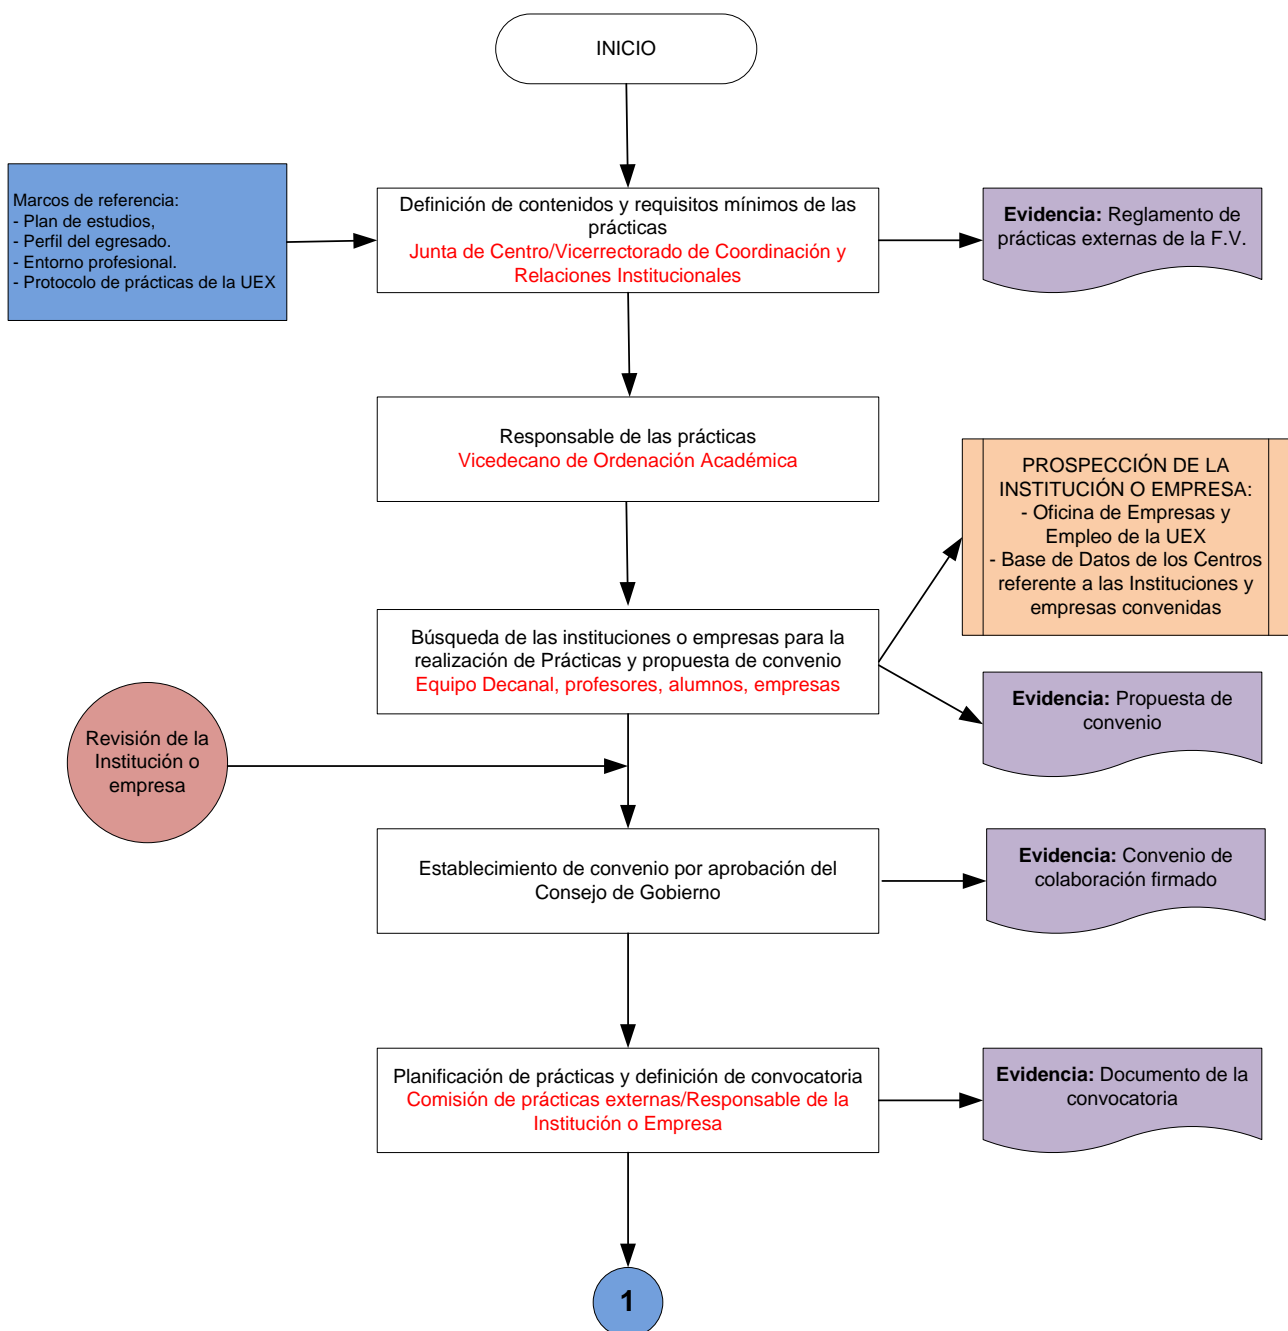 INICIO
Marcos de referencia:
- Plan de estudios,
- Perfil del egresado.
- Entorno profesional.
- Protocolo de prácticas de la UEX
Definición de contenidos y requisitos mínimos de las
prácticas
Junta de Centro/Vicerrectorado de Coordinación y
Relaciones Institucionales
Evidencia: Reglamento de
prácticas externas de la F.V.
Responsable de las prácticas
Vicedecano de Ordenación Académica
PROSPECCIÓN DE LA
INSTITUCIÓN O EMPRESA:
- Oficina de Empresas y
Empleo de la UEX
- Base de Datos de los Centros
referente a las Instituciones y
empresas convenidas
Búsqueda de las instituciones o empresas para la
realización de Prácticas y propuesta de convenio
Equipo Decanal, profesores, alumnos, empresas
Evidencia: Propuesta de
convenio
Revisión de la
Institución o
empresa
Establecimiento de convenio por aprobación del
Consejo de Gobierno
Evidencia: Convenio de
colaboración firmado
Planificación de prácticas y definición de convocatoria
Comisión de prácticas externas/Responsable de la
Institución o Empresa
Evidencia: Documento de la
convocatoria
1